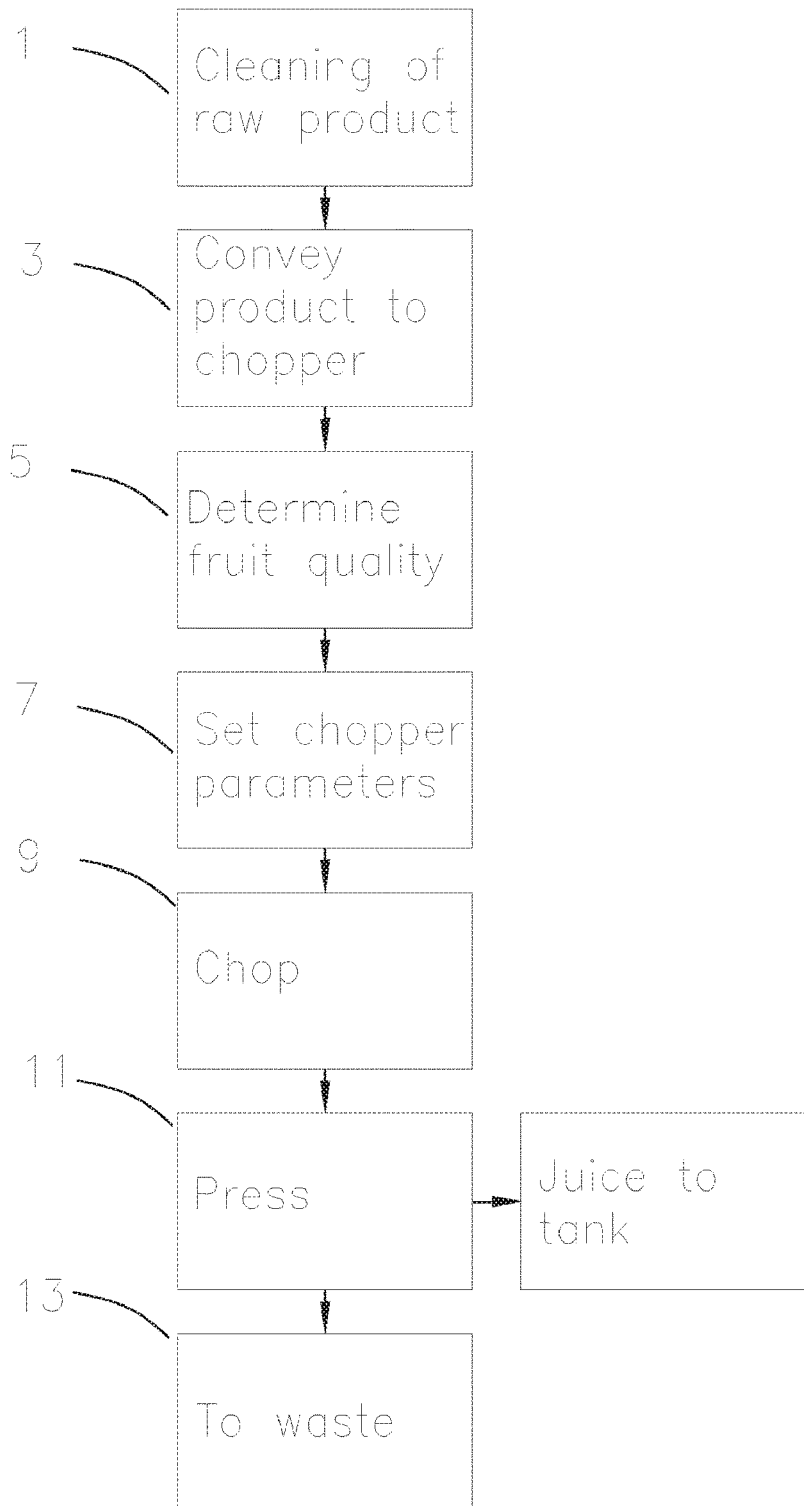 1
Cleaning of
raw product
3
Convey
product to
chopper
5
Determine
fruit quality
7
Set chopper
parameters
9
Chop
11
Press
Juice to
tank
13
To waste